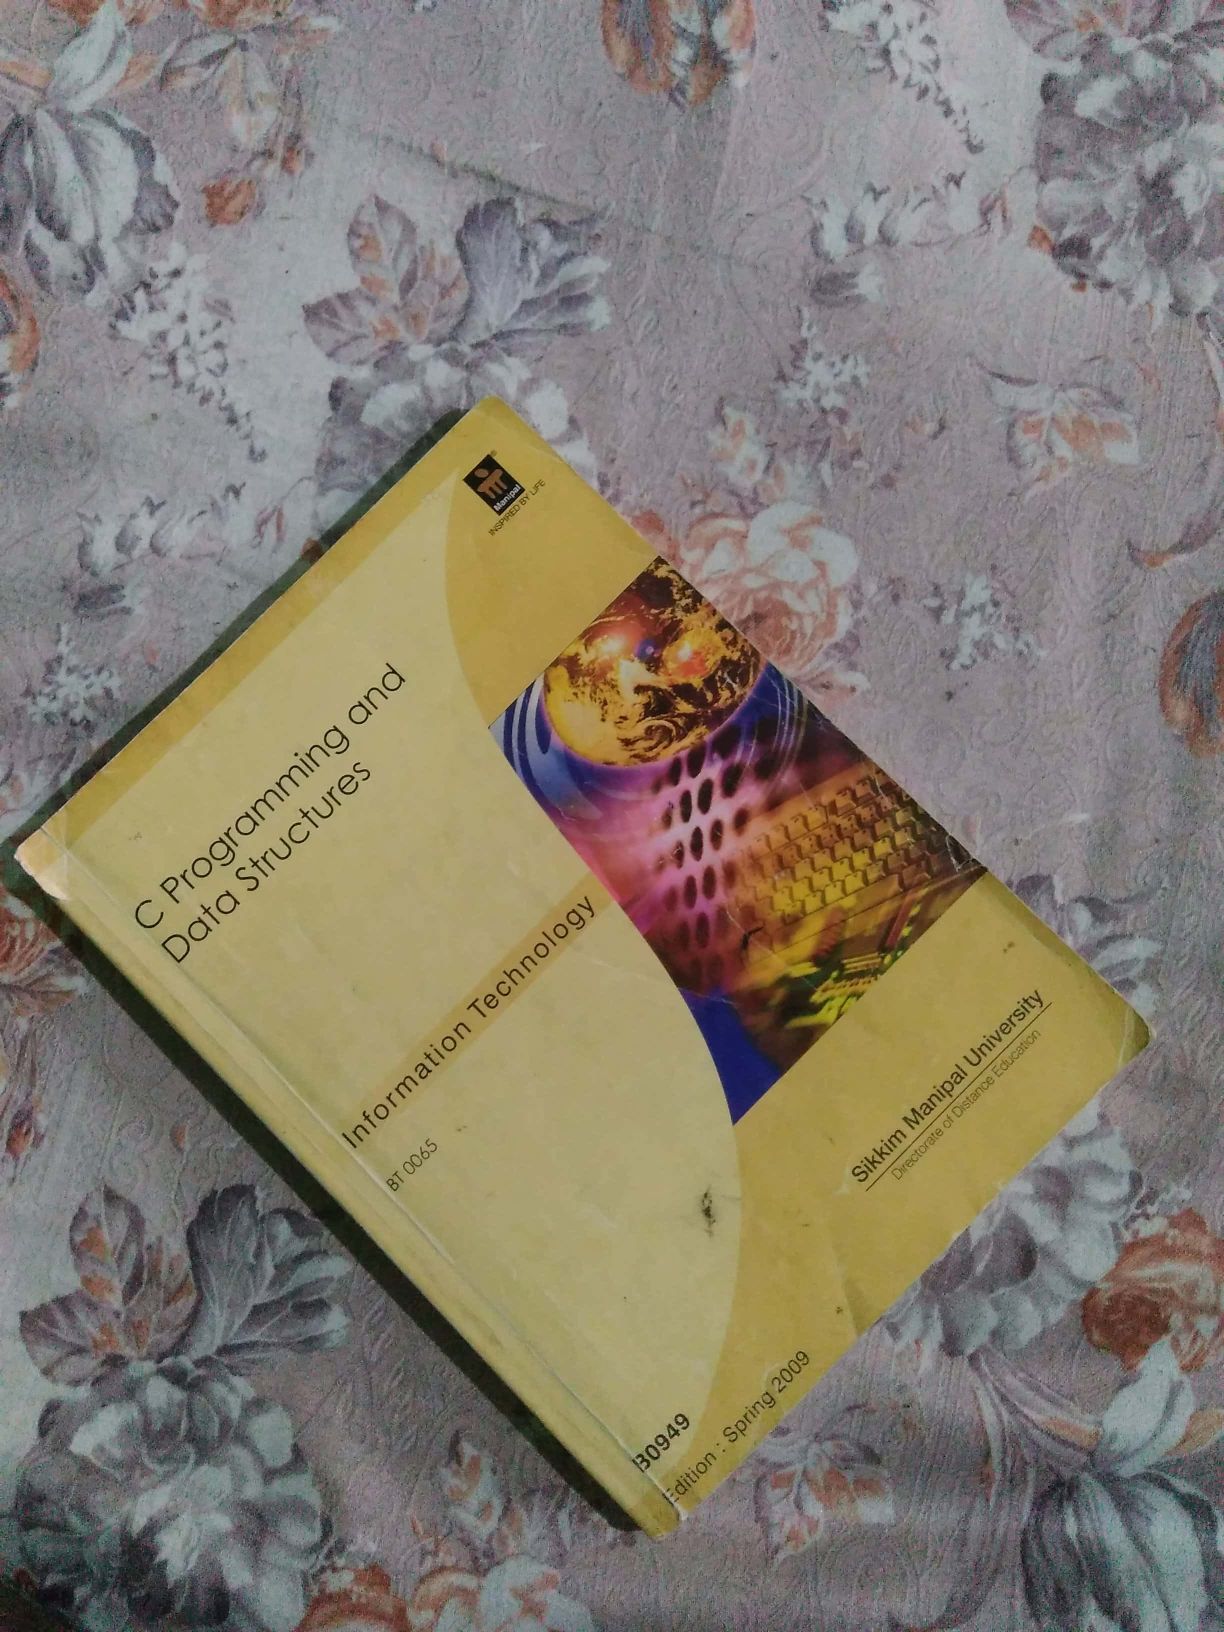 Manipal
INSPIRED BY LIFE
C Programming and
Data Structures
Information Technology
BT 0065
Sikkim Manipal University
Directorate of Distance Education
B0949
Edition : Spring 2009